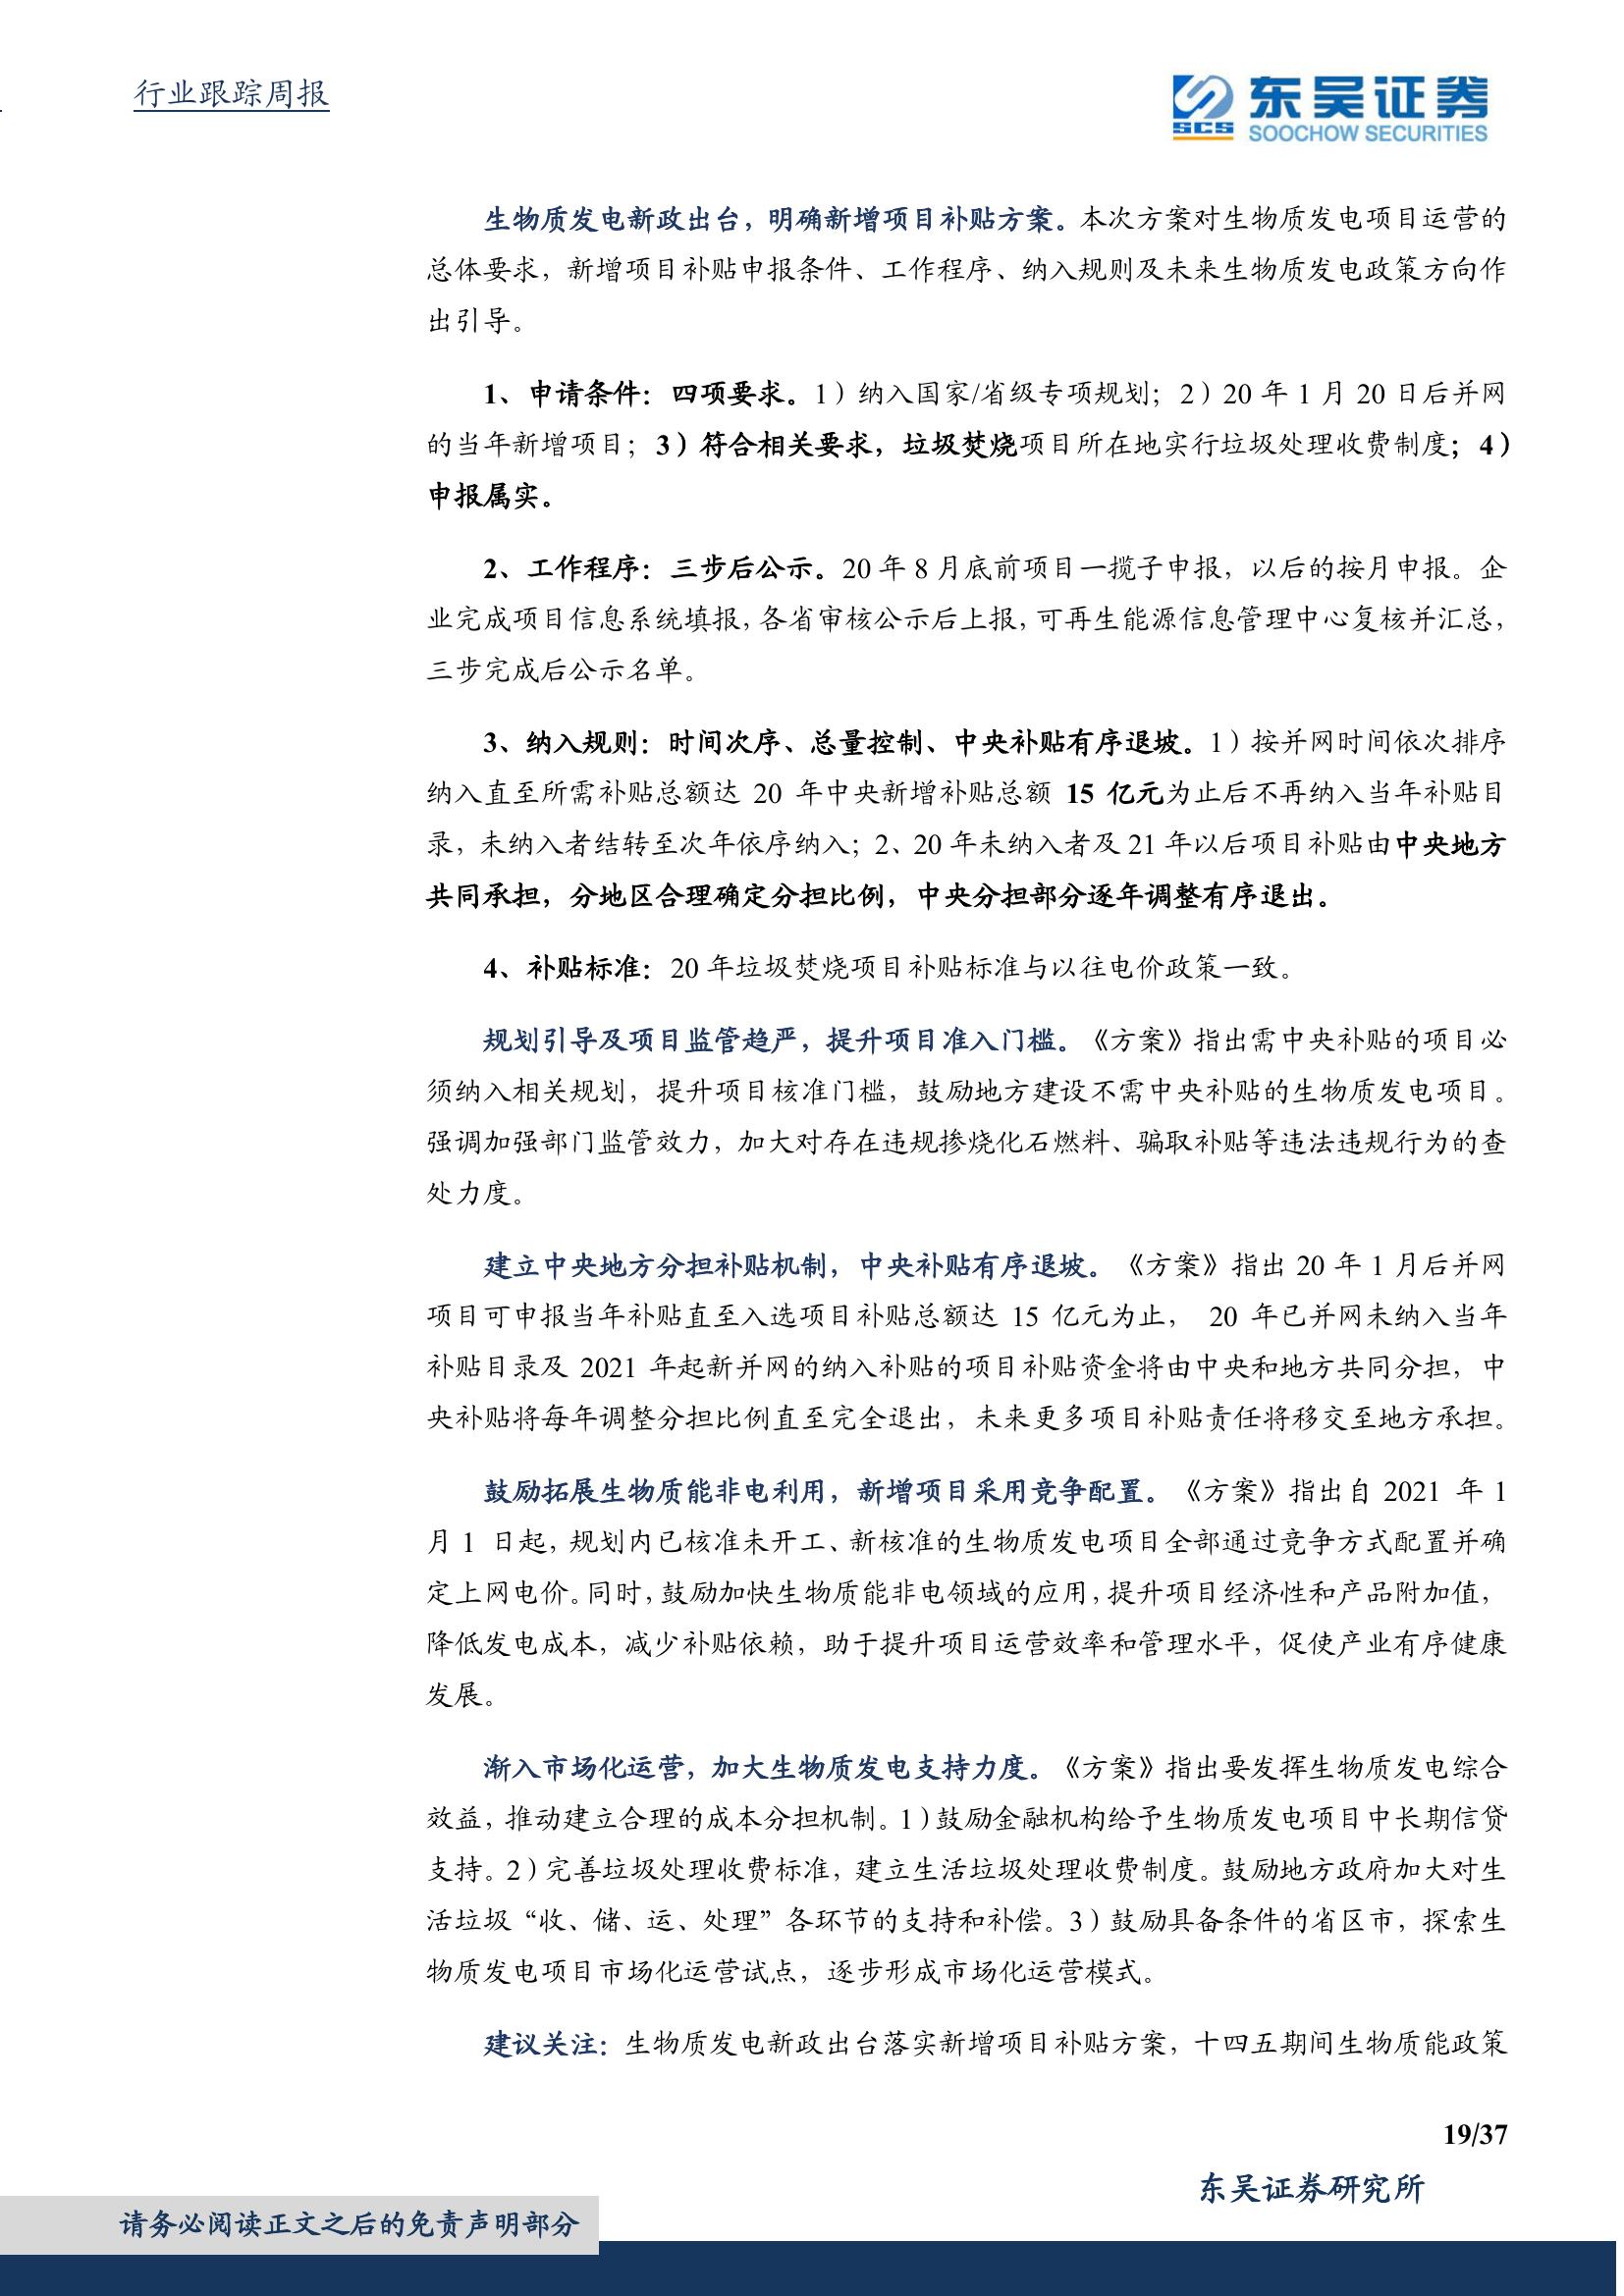 行业跟踪周报
SCS
东吴证券
SOOCHOW SECURITIES
生物质发电新政出台，明确新增项目补贴方案。本次方案对生物质发电项目运营的
总体要求，新增项目补贴申报条件、工作程序、纳入规则及未来生物质发电政策方向作
出引导。
1、申请条件：四项要求。1）纳入国家/省级专项规划；2）20 年 1 月 20 日后并网
的当年新增项目；3）符合相关要求，垃圾焚烧项目所在地实行垃圾处理收费制度；4）
申报属实。
2、工作程序：三步后公示。20 年 8 月底前项目一揽子申报，以后的按月申报。企
业完成项目信息系统填报，各省审核公示后上报，可再生能源信息管理中心复核并汇总，
三步完成后公示名单。
3、纳入规则：时间次序、总量控制、中央补贴有序退坡。1）按并网时间依次排序
纳入直至所需补贴总额达 20 年中央新增补贴总额 15 亿元为止后不再纳入当年补贴目
录，未纳入者结转至次年依序纳入；2、20 年未纳入者及 21 年以后项目补贴由中央地方
共同承担，分地区合理确定分担比例，中央分担部分逐年调整有序退出。
4、补贴标准：20 年垃圾焚烧项目补贴标准与以往电价政策一致。
规划引导及项目监管趋严，提升项目准入门槛。《方案》指出需中央补贴的项目必
须纳入相关规划，提升项目核准门槛，鼓励地方建设不需中央补贴的生物质发电项目。
强调加强部门监管效力，加大对存在违规掺烧化石燃料、骗取补贴等违法违规行为的查
处力度。
建立中央地方分担补贴机制，中央补贴有序退坡。《方案》指出 20 年 1 月后并网
项目可申报当年补贴直至入选项目补贴总额达 15 亿元为止， 20 年已并网未纳入当年
补贴目录及 2021 年起新并网的纳入补贴的项目补贴资金将由中央和地方共同分担，中
央补贴将每年调整分担比例直至完全退出，未来更多项目补贴责任将移交至地方承担。
鼓励拓展生物质能非电利用，新增项目采用竞争配置。《方案》指出自 2021 年 1
月 1 日起，规划内已核准未开工、新核准的生物质发电项目全部通过竞争方式配置并确
定上网电价。同时，鼓励加快生物质能非电领域的应用，提升项目经济性和产品附加值，
降低发电成本，减少补贴依赖，助于提升项目运营效率和管理水平，促使产业有序健康
发展。
渐入市场化运营，加大生物质发电支持力度。《方案》指出要发挥生物质发电综合
效益，推动建立合理的成本分担机制。1）鼓励金融机构给予生物质发电项目中长期信贷
支持。2）完善垃圾处理收费标准，建立生活垃圾处理收费制度。鼓励地方政府加大对生
活垃圾“收、储、运、处理”各环节的支持和补偿。3）鼓励具备条件的省区市，探索生
物质发电项目市场化运营试点，逐步形成市场化运营模式。
建议关注：生物质发电新政出台落实新增项目补贴方案，十四五期间生物质能政策
19/37
东吴证券研究所
请务必阅读正文之后的免责声明部分